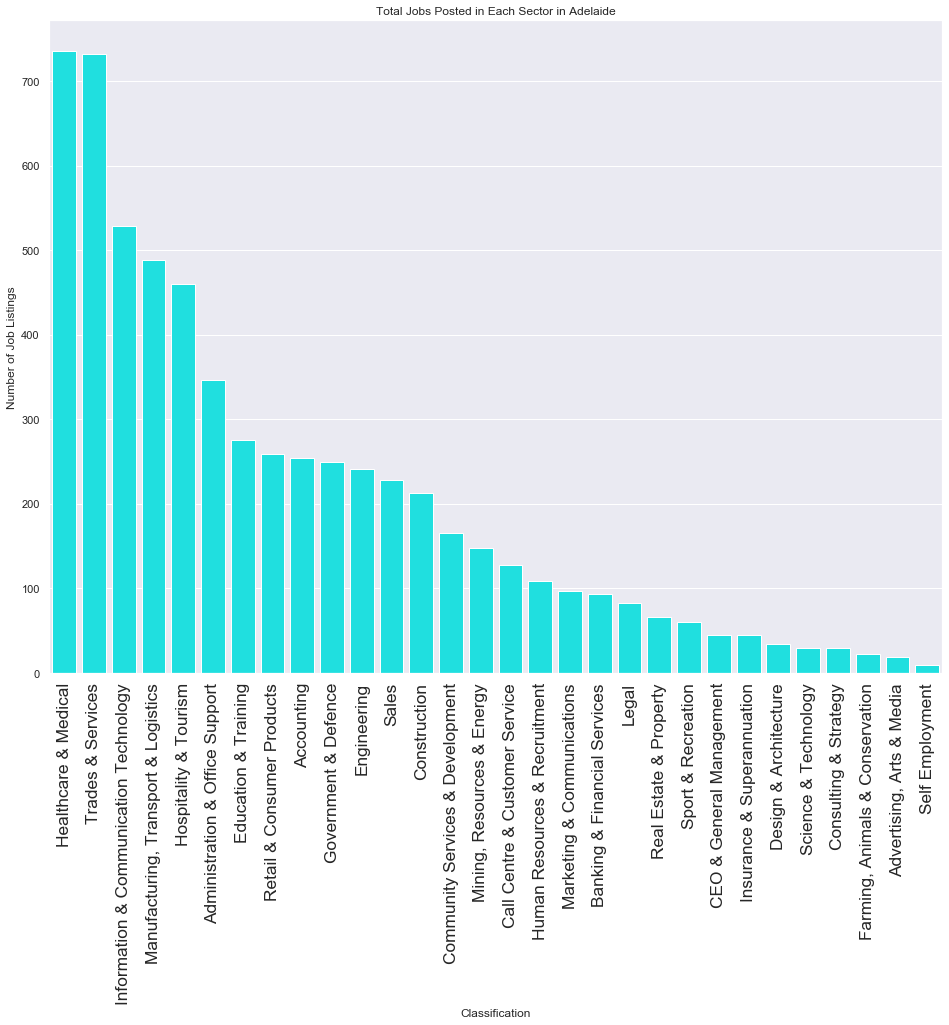 Total Jobs Posted in Each Sector in Adelaide
Number of Job Listings
700
600
500
400
300
200
100
0
Healthcare & Medical
Trades & Services
Information & Communication Technology
Manufacturing, Transport & Logistics
Hospitality & Tourism
Administration & Office Support
Education & Training
Retail & Consumer Products
Accounting
Government & Defence
Engineering
Sales
Construction
Community Services & Development
Mining, Resources & Energy
Call Centre & Customer Service
Human Resources & Recruitment
Marketing & Communications
Banking & Financial Services
Legal
Real Estate & Property
Sport & Recreation
CEO & General Management
Insurance & Superannuation
Design & Architecture
Science & Technology
Consulting & Strategy
Farming, Animals & Conservation
Advertising, Arts & Media
Self Employment
Classification